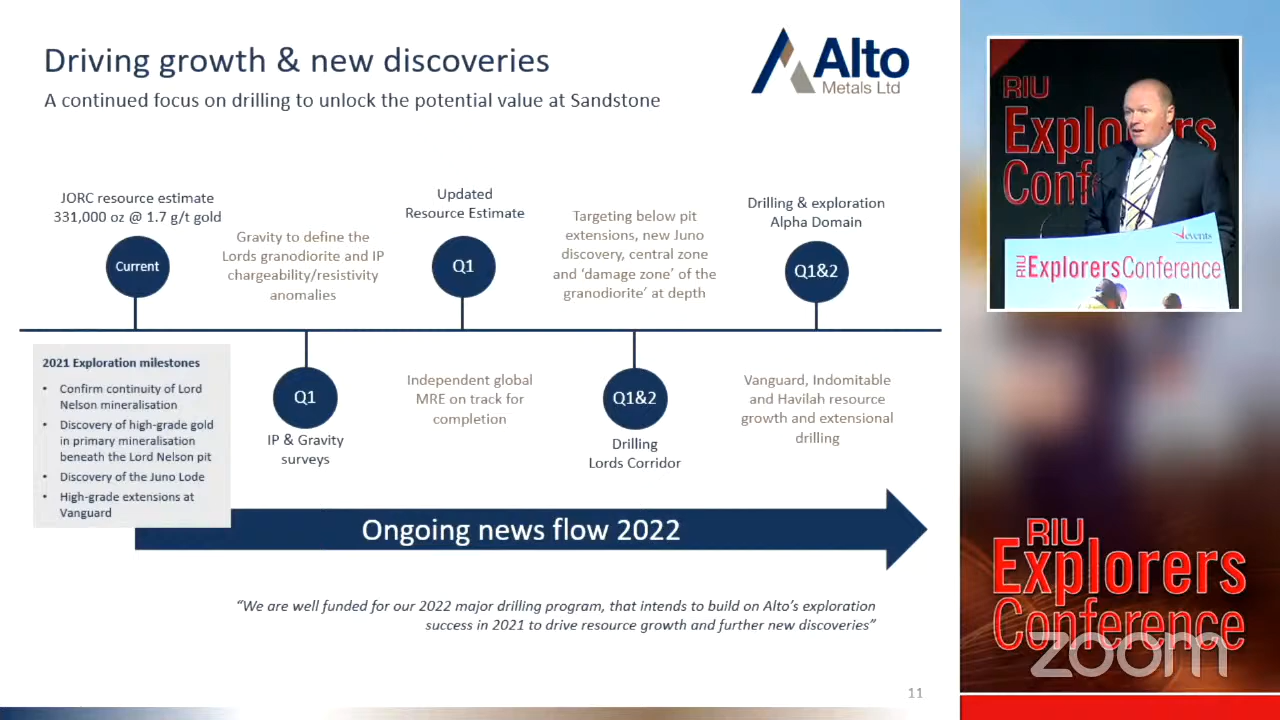 Driving growth & new discoveries
A continued focus on drilling to unlock the potential value at Sandstone
Alto
Metals Ltd
JORC resource estimate
331,000 oz @ 1.7 g/t gold
Current
Gravity to define the
Lords granodiorite and IP
chargeability/resistivity
anomalies
Updated
Resource Estimate
Q1
Targeting below pit
extensions, new Juno
discovery, central zone
and ‘damage zone’ of the
granodiorite’ at depth
Drilling & exploration
Alpha Domain
Q1&2
2021 Exploration milestones
• Confirm continuity of Lord
Nelson mineralisation
• Discovery of high-grade gold
in primary mineralisation
beneath the Lord Nelson pit
• Discovery of the Juno Lode
• High-grade extensions at
Vanguard
Q1
IP & Gravity
surveys
Independent global
MRE on track for
completion
Q1&2
Drilling
Lords Corridor
Vanguard, Indomitable
and Havilah resource
growth and extensional
drilling
Ongoing news flow 2022
“We are well funded for our 2022 major drilling program, that intends to build on Alto’s exploration
success in 2021 to drive resource growth and further new discoveries”
11
RIU
Explorers
Conf
events
RIU ExplorersConference
RIU
Explorers
Conference
zoom